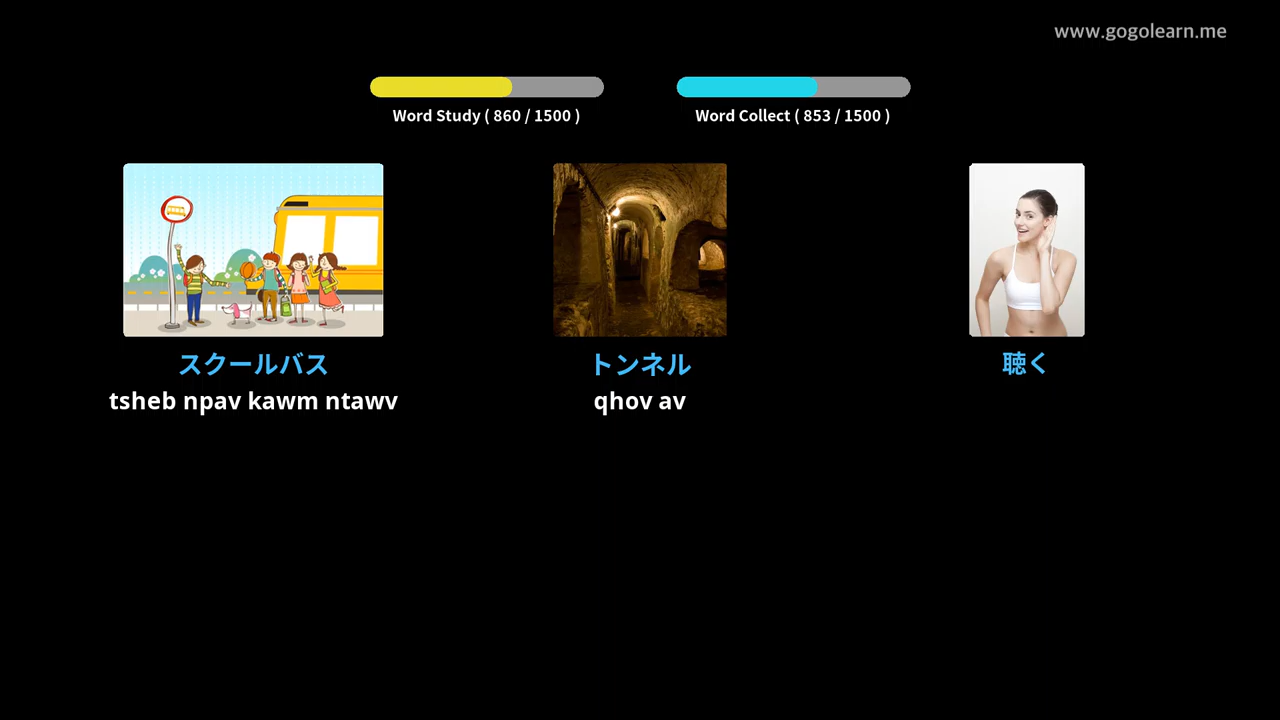 www.gogolearn.me
Word Study ( 860 / 1500 )
Word Collect ( 853 / 1500 )
スクールバス
tsheb npav kawm ntawv
トンネル
qhov av
聴く